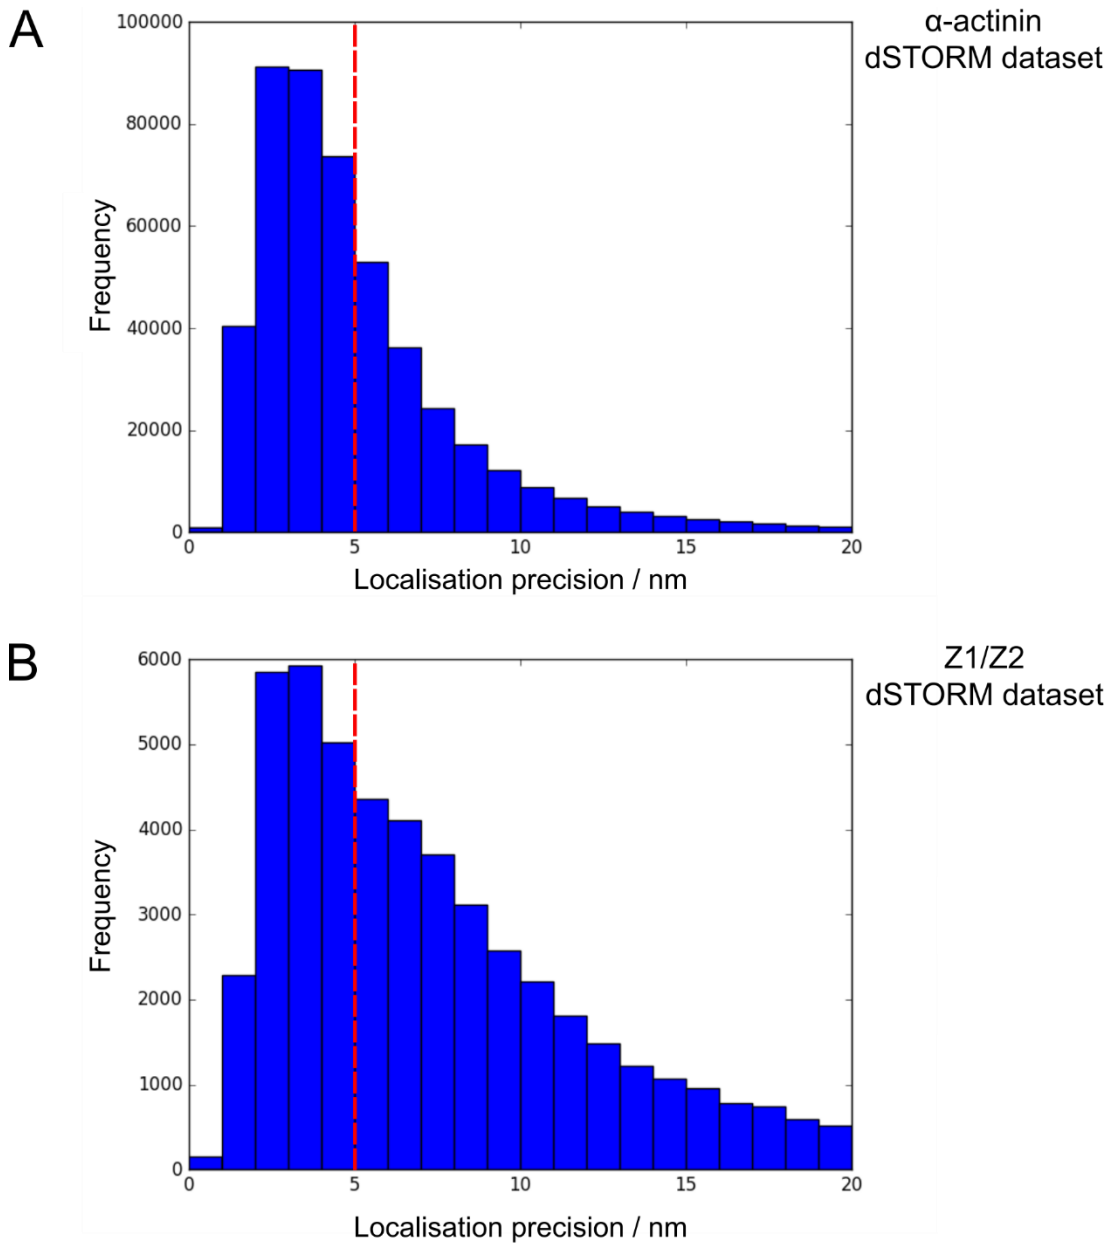 A
α-actinin
dSTORM dataset
100000
80000
60000
40000
20000
0
Frequency
0 5 10 15 20
Localisation precision / nm
B
Z1/Z2
dSTORM dataset
6000
5000
4000
3000
2000
1000
0
Frequency
0 5 10 15 20
Localisation precision / nm